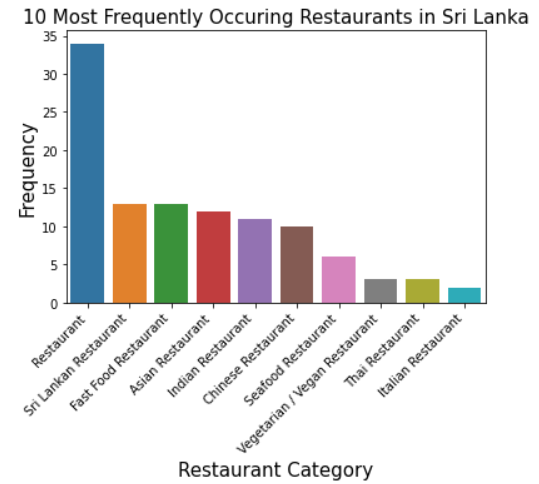 10 Most Frequently Occuring Restaurants in Sri Lanka
Frequency
35
30
25
20
15
10
5
0
Restaurant
Sri Lankan Restaurant
Fast Food Restaurant
Asian Restaurant
Indian Restaurant
Chinese Restaurant
Seafood Restaurant
Vegetarian / Vegan Restaurant
Thai Restaurant
Italian Restaurant
Restaurant Category